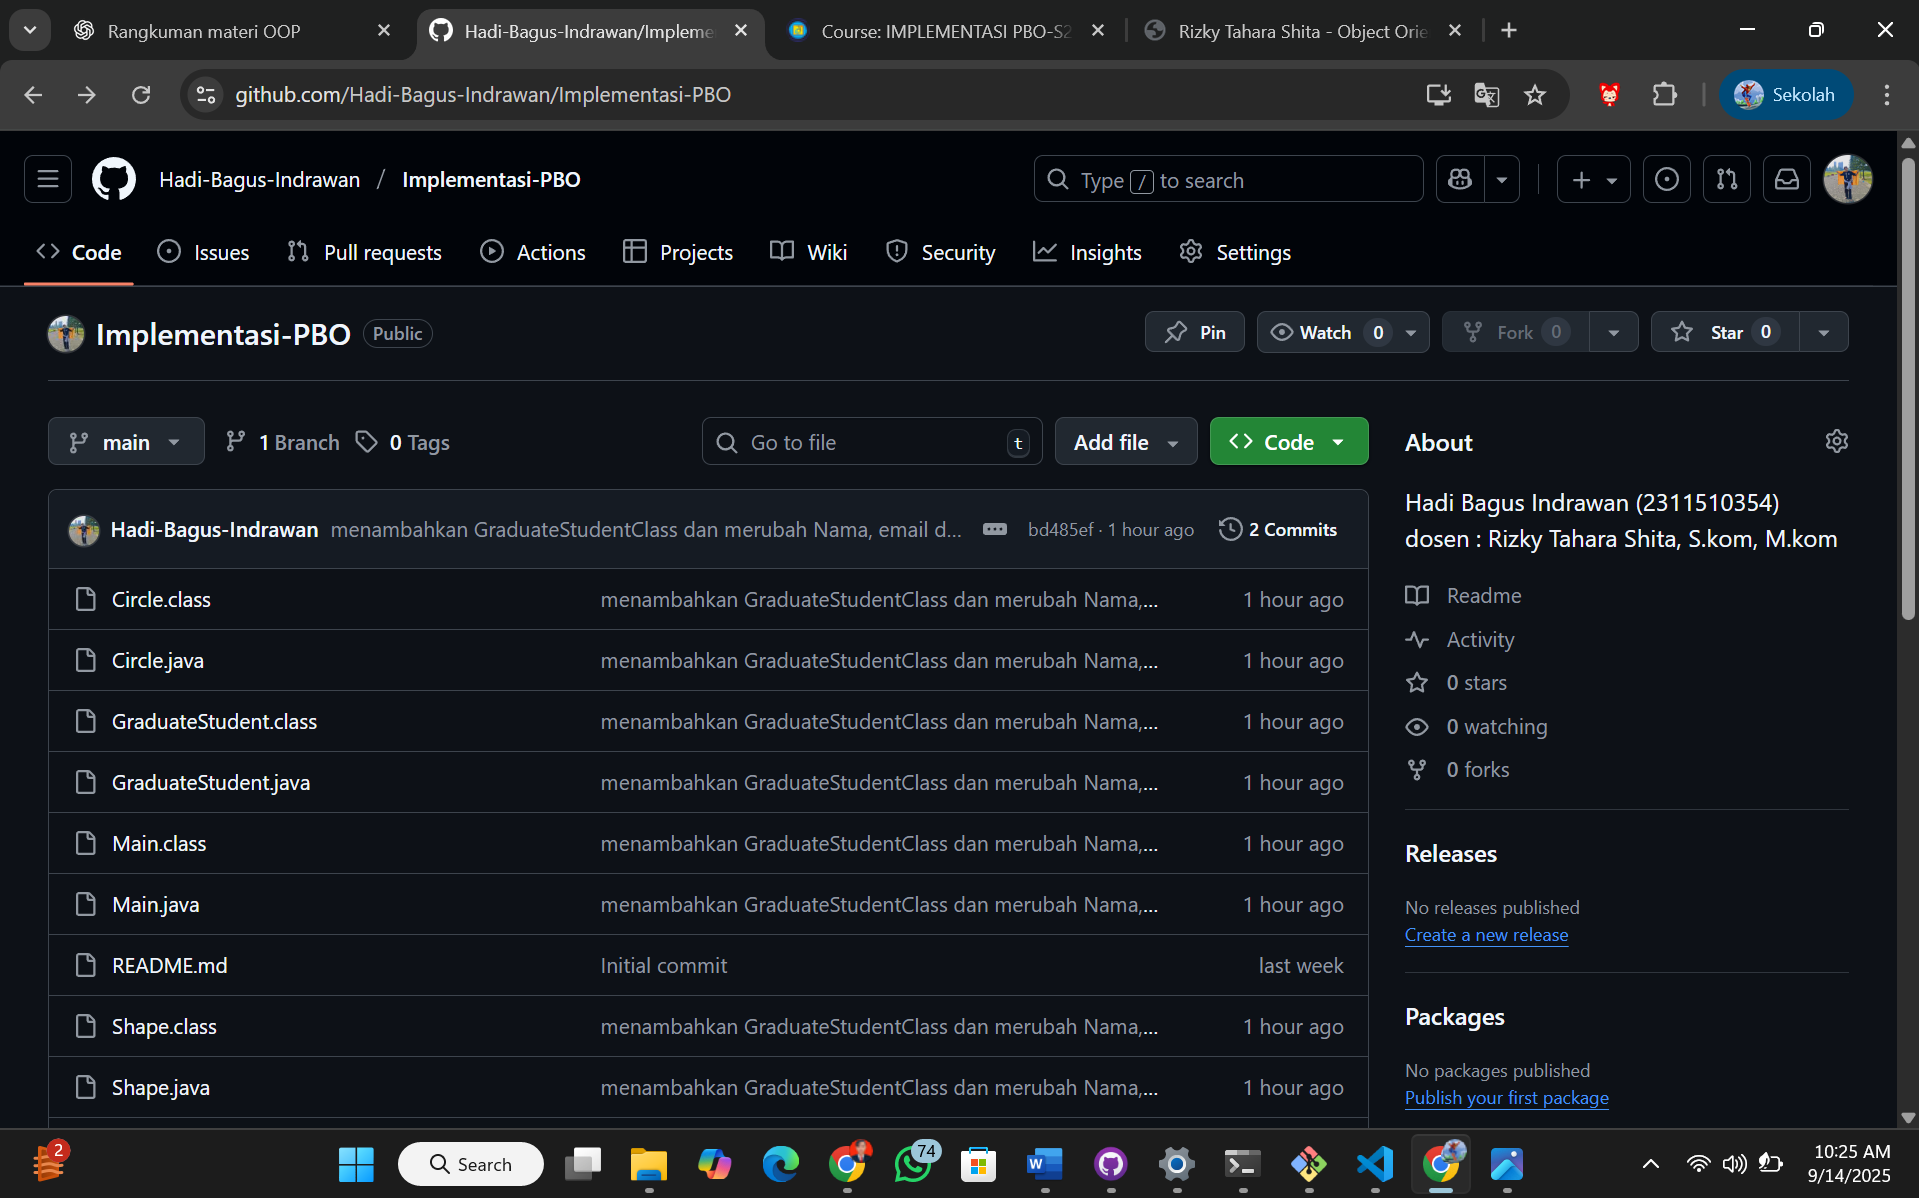 Rangkuman materi OOP
Hadi-Bagus-Indrawan/Impleme
Course: IMPLEMENTASI PBO-S2
Rizky Tahara Shita - Object Orie
github.com/Hadi-Bagus-Indrawan/Implementasi-PBO
Sekolah
Hadi-Bagus-Indrawan / Implementasi-PBO
Type / to search
Code
Issues
Pull requests
Actions
Projects
Wiki
Security
Insights
Settings
Implementasi-PBO Public
Pin
Watch 0
Fork 0
Star 0
main
1 Branch
0 Tags
Go to file t
Add file
Code
Hadi-Bagus-Indrawan menambahkan GraduateStudentClass dan merubah Nama, email d... bd485ef · 1 hour ago 2 Commits
Circle.class menambahkan GraduateStudentClass dan merubah Nama,... 1 hour ago
Circle.java menambahkan GraduateStudentClass dan merubah Nama,... 1 hour ago
GraduateStudent.class menambahkan GraduateStudentClass dan merubah Nama,... 1 hour ago
GraduateStudent.java menambahkan GraduateStudentClass dan merubah Nama,... 1 hour ago
Main.class menambahkan GraduateStudentClass dan merubah Nama,... 1 hour ago
Main.java menambahkan GraduateStudentClass dan merubah Nama,... 1 hour ago
README.md Initial commit last week
Shape.class menambahkan GraduateStudentClass dan merubah Nama,... 1 hour ago
Shape.java menambahkan GraduateStudentClass dan merubah Nama,... 1 hour ago
About
Hadi Bagus Indrawan (2311510354)
dosen : Rizky Tahara Shita, S.kom, M.kom
Readme
Activity
0 stars
0 watching
0 forks
Releases
No releases published
Create a new release
Packages
No packages published
Publish your first package
2
Search
74
10:25 AM
9/14/2025